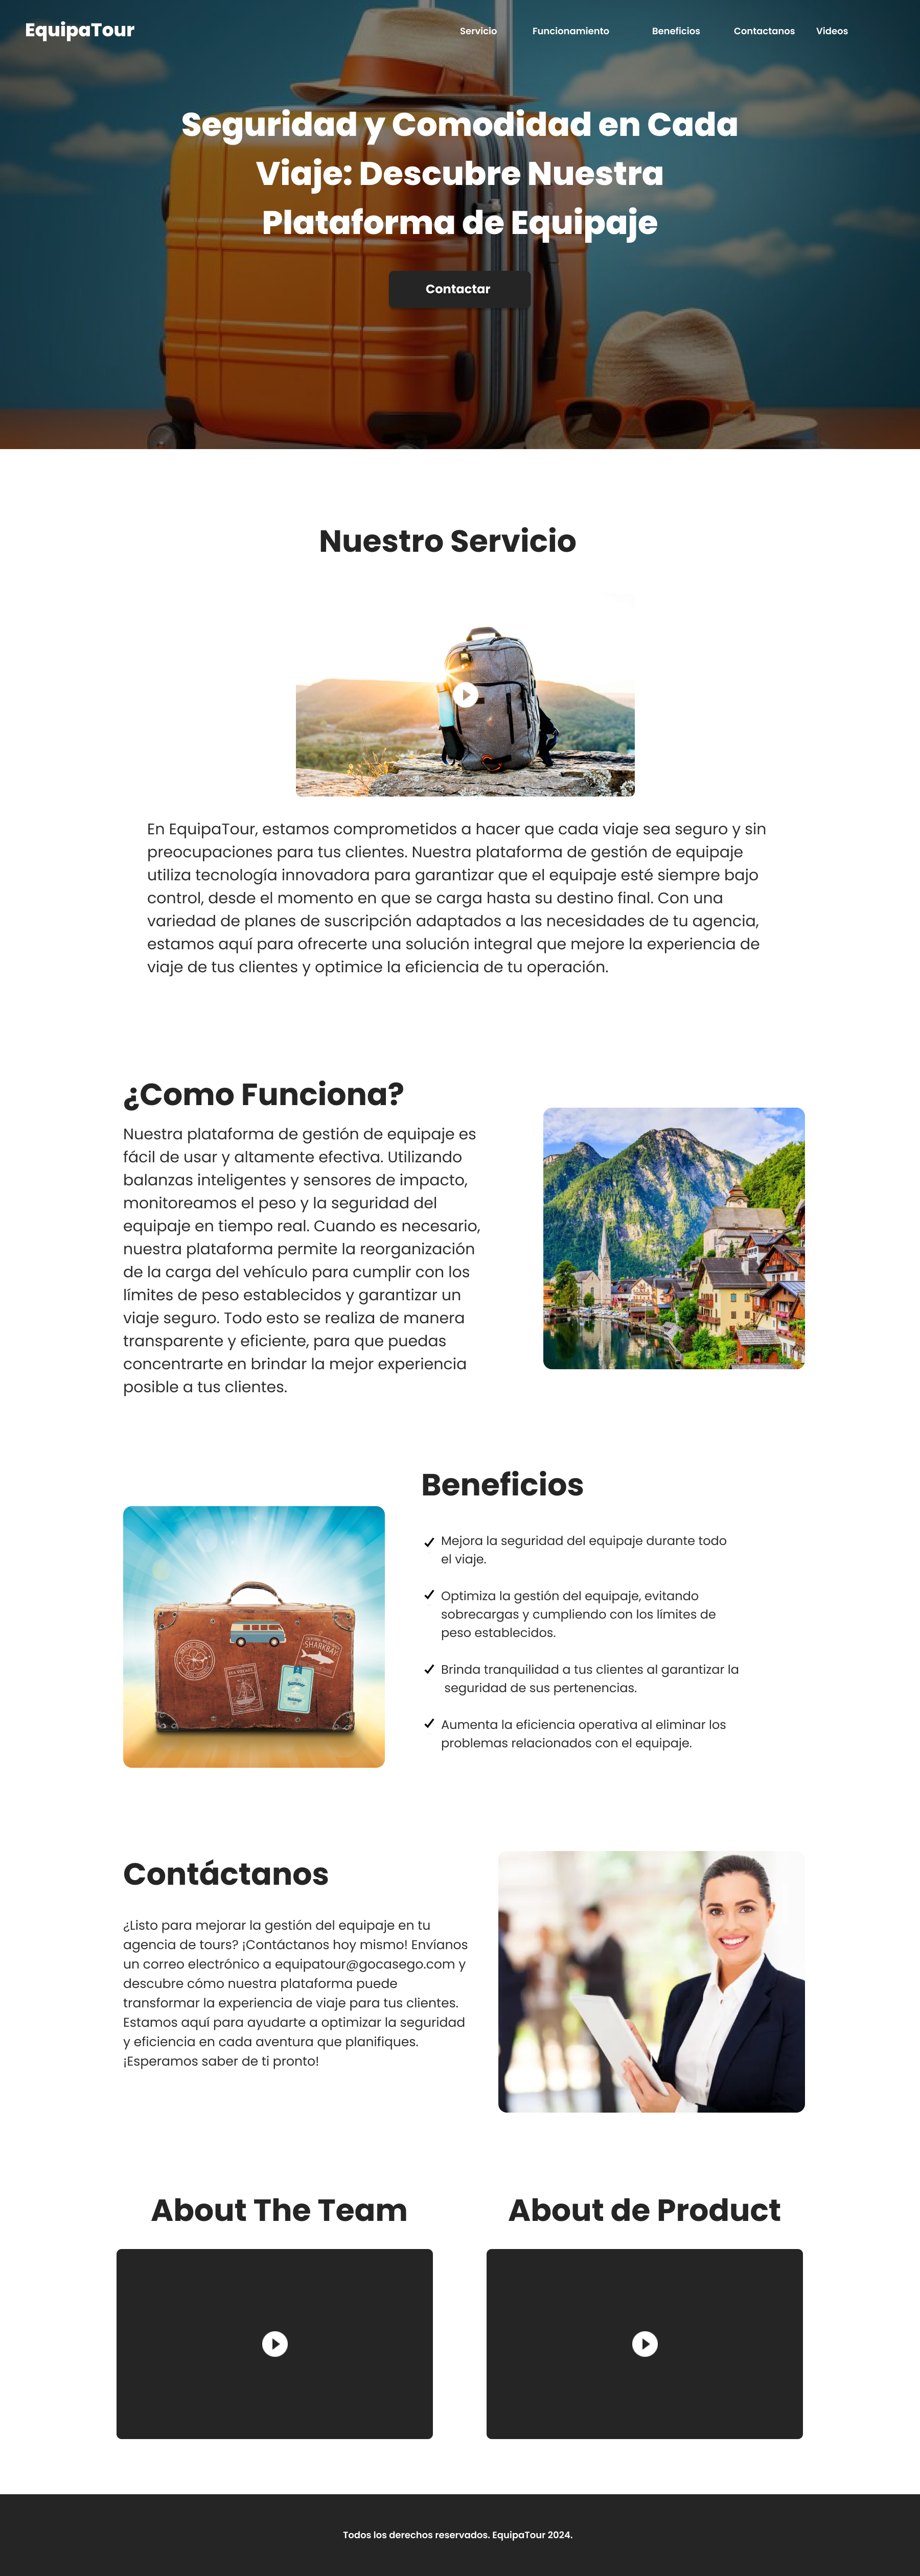 EquipaTour
Servicio Funcionamiento Beneficios Contactanos Videos
Seguridad y Comodidad en Cada
Viaje: Descubre Nuestra
Plataforma de Equipaje
Contactar
Nuestro Servicio
En EquipaTour, estamos comprometidos a hacer que cada viaje sea seguro y sin
preocupaciones para tus clientes. Nuestra plataforma de gestión de equipaje
utiliza tecnología innovadora para garantizar que el equipaje esté siempre bajo
control, desde el momento en que se carga hasta su destino final. Con una
variedad de planes de suscripción adaptados a las necesidades de tu agencia,
estamos aquí para ofrecerte una solución integral que mejore la experiencia de
viaje de tus clientes y optimice la eficiencia de tu operación.
¿Como Funciona?
Nuestra plataforma de gestión de equipaje es
fácil de usar y altamente efectiva. Utilizando
balanzas inteligentes y sensores de impacto,
monitoreamos el peso y la seguridad del
equipaje en tiempo real. Cuando es necesario,
nuestra plataforma permite la reorganización
de la carga del vehículo para cumplir con los
límites de peso establecidos y garantizar un
viaje seguro. Todo esto se realiza de manera
transparente y eficiente, para que puedas
concentrarte en brindar la mejor experiencia
posible a tus clientes.
Beneficios
Mejora la seguridad del equipaje durante todo
el viaje.
Optimiza la gestión del equipaje, evitando
sobrecargas y cumpliendo con los límites de
peso establecidos.
Brinda tranquilidad a tus clientes al garantizar la
seguridad de sus pertenencias.
Aumenta la eficiencia operativa al eliminar los
problemas relacionados con el equipaje.
SHARKBAY
Contáctanos
¿Listo para mejorar la gestión del equipaje en tu
agencia de tours? ¡Contáctanos hoy mismo! Envíanos
un correo electrónico a equipatour@gocasego.com y
descubre cómo nuestra plataforma puede
transformar la experiencia de viaje para tus clientes.
Estamos aquí para ayudarte a optimizar la seguridad
y eficiencia en cada aventura que planifiques.
¡Esperamos saber de ti pronto!
About The Team
About de Product
Todos los derechos reservados. EquipaTour 2024.